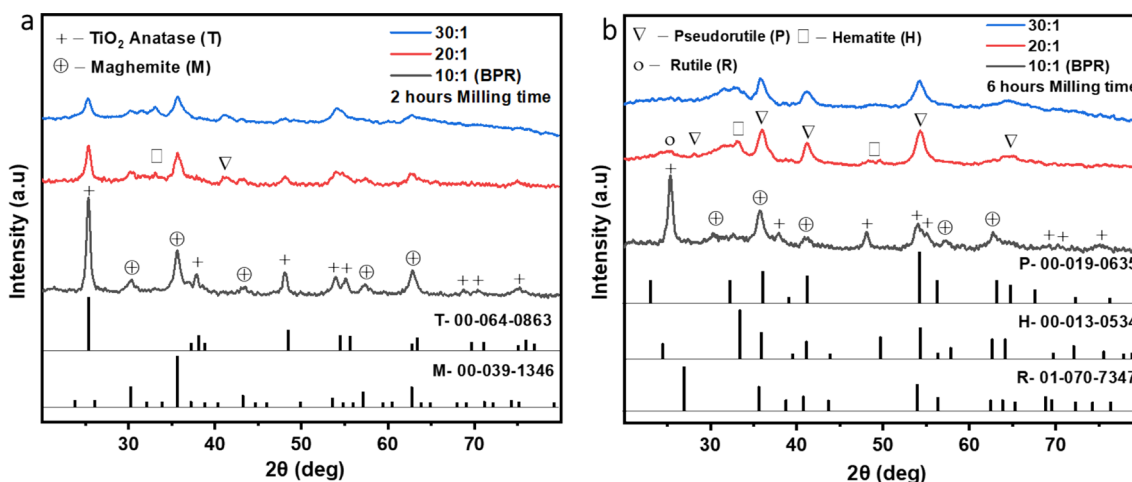 a
+ – TiO₂ Anatase (T)
⊕ – Maghemite (M)
30:1
20:1
10:1 (BPR)
2 hours Milling time
T- 00-064-0863
M- 00-039-1346
Intensity (a.u)
30 40 50 60 70
2θ (deg)
b
∇ – Pseudorutile (P) □ – Hematite (H)
o – Rutile (R)
30:1
20:1
10:1 (BPR)
6 hours Milling time
P- 00-019-0635
H- 00-013-0534
R- 01-070-7347
Intensity (a.u)
30 40 50 60 70
2θ (deg)